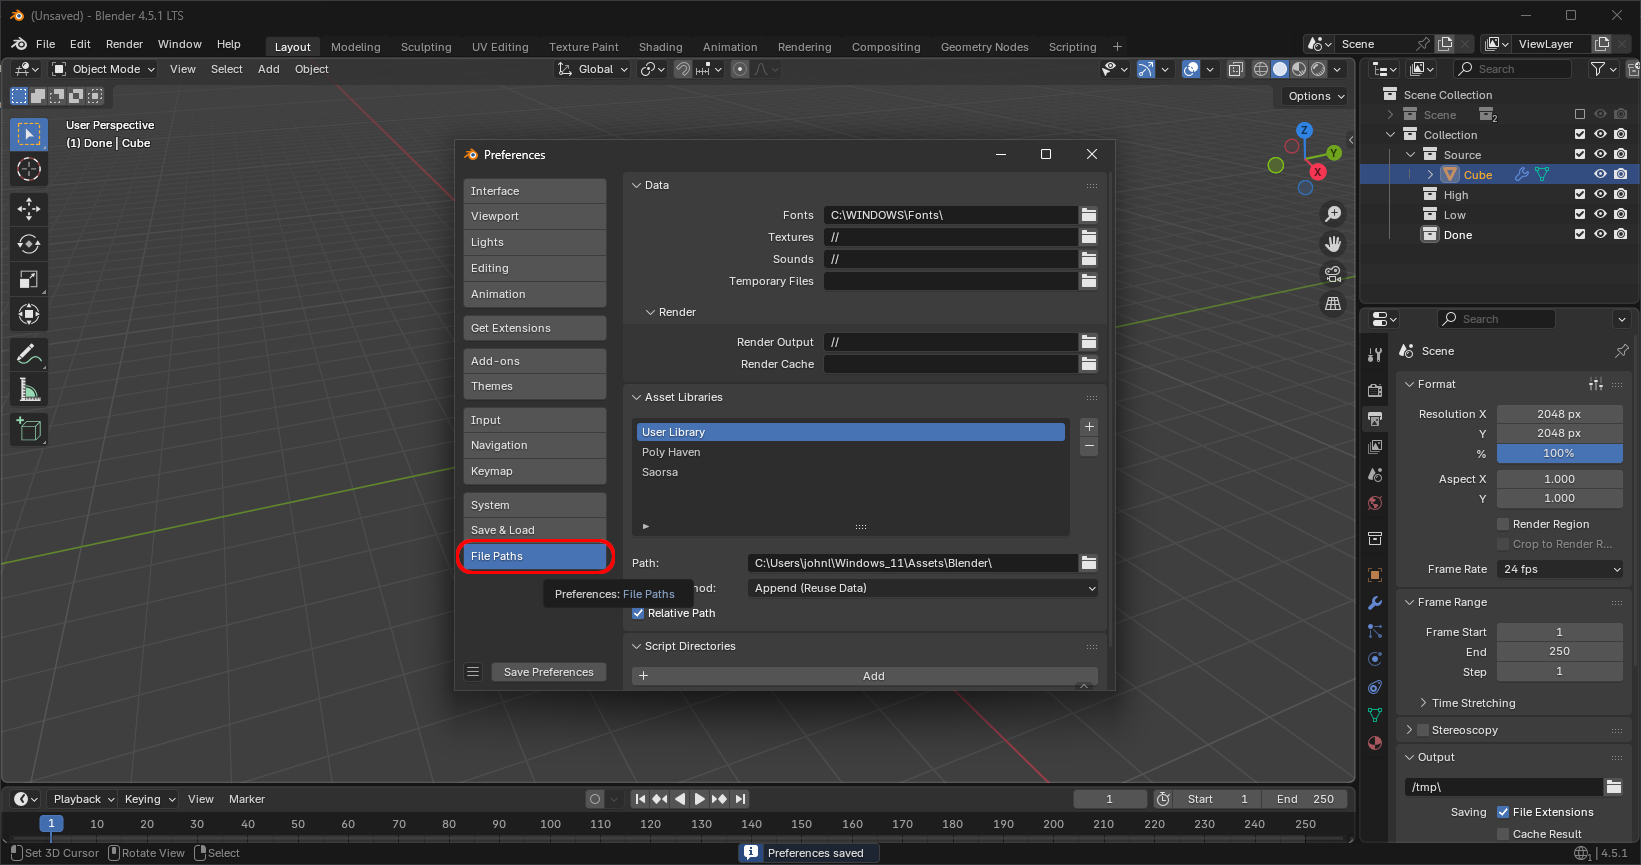 (Unsaved) - Blender 4.5.1 LTS
File Edit Render Window Help
Layout Modeling Sculpting UV Editing Texture Paint Shading Animation Rendering Compositing Geometry Nodes Scripting +
Scene
ViewLayer
Object Mode View Select Add Object
Global
Search
Options
User Perspective
(1) Done | Cube
Z
Y
X
Scene Collection
Scene 2
Collection
Source
Cube
High
Low
Done
Preferences
Interface
Viewport
Lights
Editing
Animation
Get Extensions
Add-ons
Themes
Input
Navigation
Keymap
System
Save & Load
File Paths
Save Preferences
Data
Fonts C:\WINDOWS\Fonts\
Textures //
Sounds //
Temporary Files
Render
Render Output //
Render Cache
Asset Libraries
User Library
Poly Haven
Saorsa
Path: C:\Users\johnl\Windows_11\Assets\Blender\
Append (Reuse Data)
Preferences: File Paths
Relative Path
Script Directories
+ Add
Search
Scene
Format
Resolution X 2048 px
Y 2048 px
% 100%
Aspect X 1.000
Y 1.000
Render Region
Crop to Render R...
Frame Rate 24 fps
Frame Range
Frame Start 1
End 250
Step 1
Time Stretching
Stereoscopy
Output
/tmp\
Saving File Extensions
Cache Result
Playback Keying View Marker
1 Start 1 End 250
1 10 20 30 40 50 60 70 80 90 100 110 120 130 140 150 160 170 180 190 200 210 220 230 240 250
Set 3D Cursor Rotate View Select
Preferences saved
1 | 4.5.1